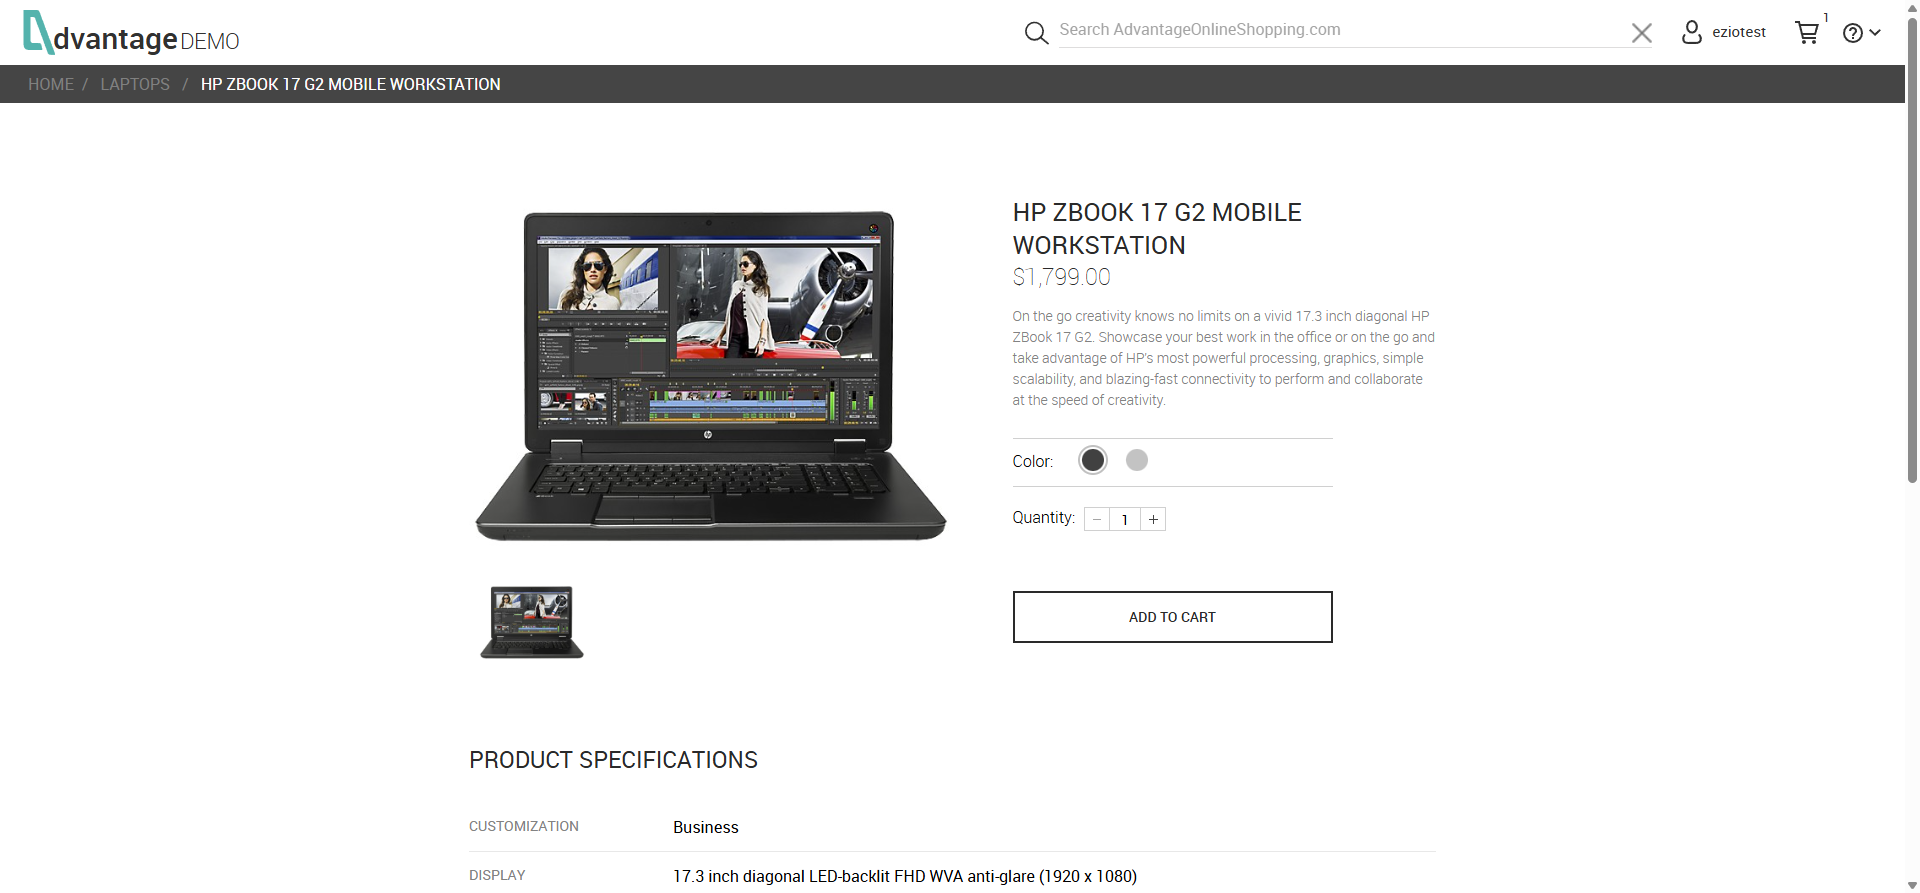 dvantage DEMO
Search AdvantageOnlineShopping.com
eziotest
1
HOME / LAPTOPS / HP ZBOOK 17 G2 MOBILE WORKSTATION
HP ZBOOK 17 G2 MOBILE
WORKSTATION
$1,799.00
On the go creativity knows no limits on a vivid 17.3 inch diagonal HP
ZBook 17 G2. Showcase your best work in the office or on the go and
take advantage of HP's most powerful processing, graphics, simple
scalability, and blazing-fast connectivity to perform and collaborate
at the speed of creativity.
Color:
Quantity: − 1 +
ADD TO CART
PRODUCT SPECIFICATIONS
CUSTOMIZATION Business
DISPLAY 17.3 inch diagonal LED-backlit FHD WVA anti-glare (1920 x 1080)